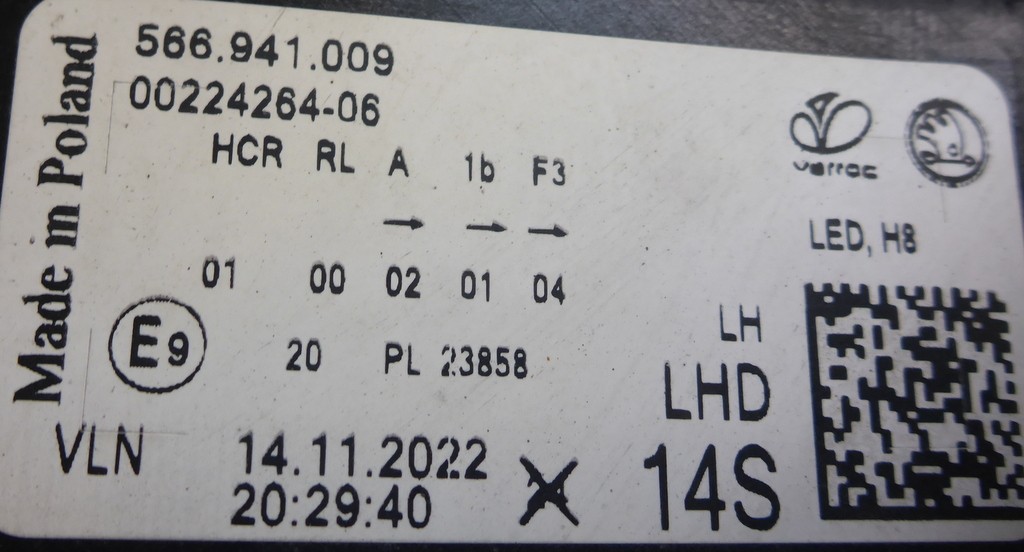 Made in Poland
566.941.009
00224264-06
HCR RL A 1b F3
→ → →
01 00 02 01 04
E9 20 PL 23858
VLN 14.11.2022
20:29:40
varroc
LED, H8
LH
LHD
14S